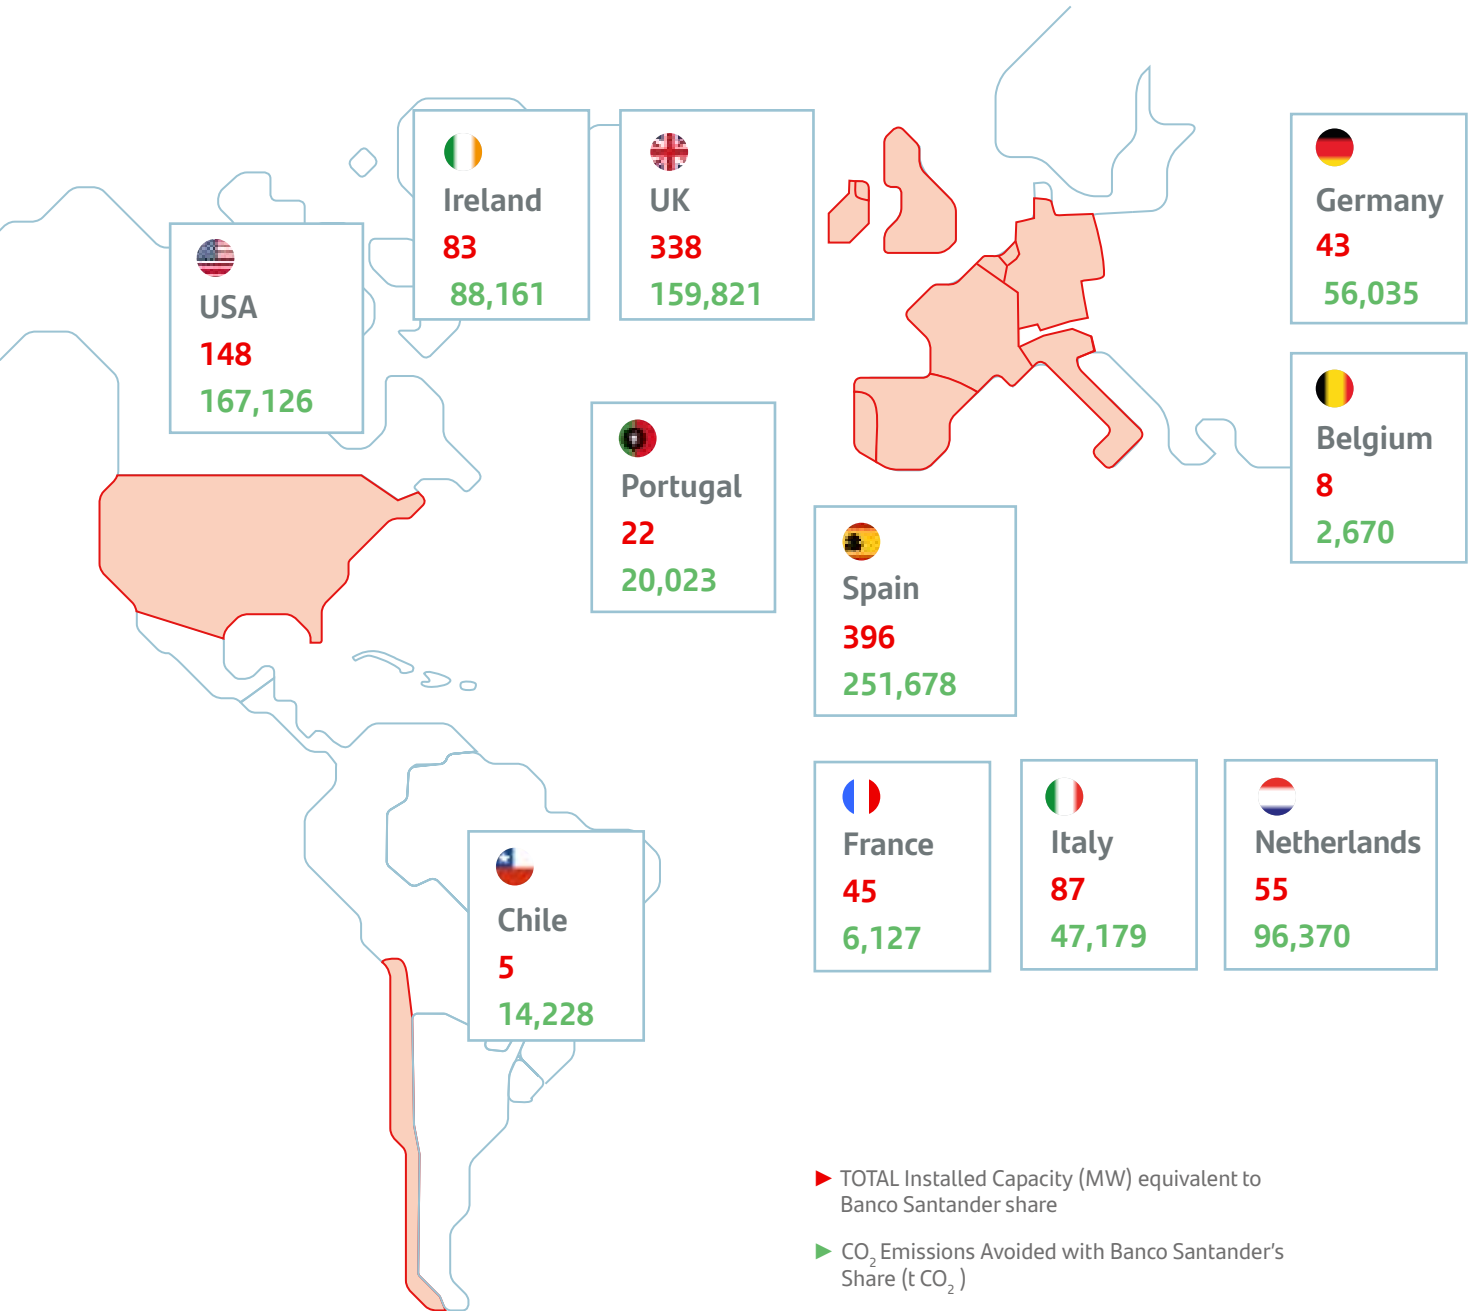 Ireland
83
88,161
UK
338
159,821
Germany
43
56,035
USA
148
167,126
Belgium
8
2,670
Portugal
22
20,023
Spain
396
251,678
France
45
6,127
Italy
87
47,179
Netherlands
55
96,370
Chile
5
14,228
TOTAL Installed Capacity (MW) equivalent to
Banco Santander share
CO₂ Emissions Avoided with Banco Santander’s
Share (t CO₂ )